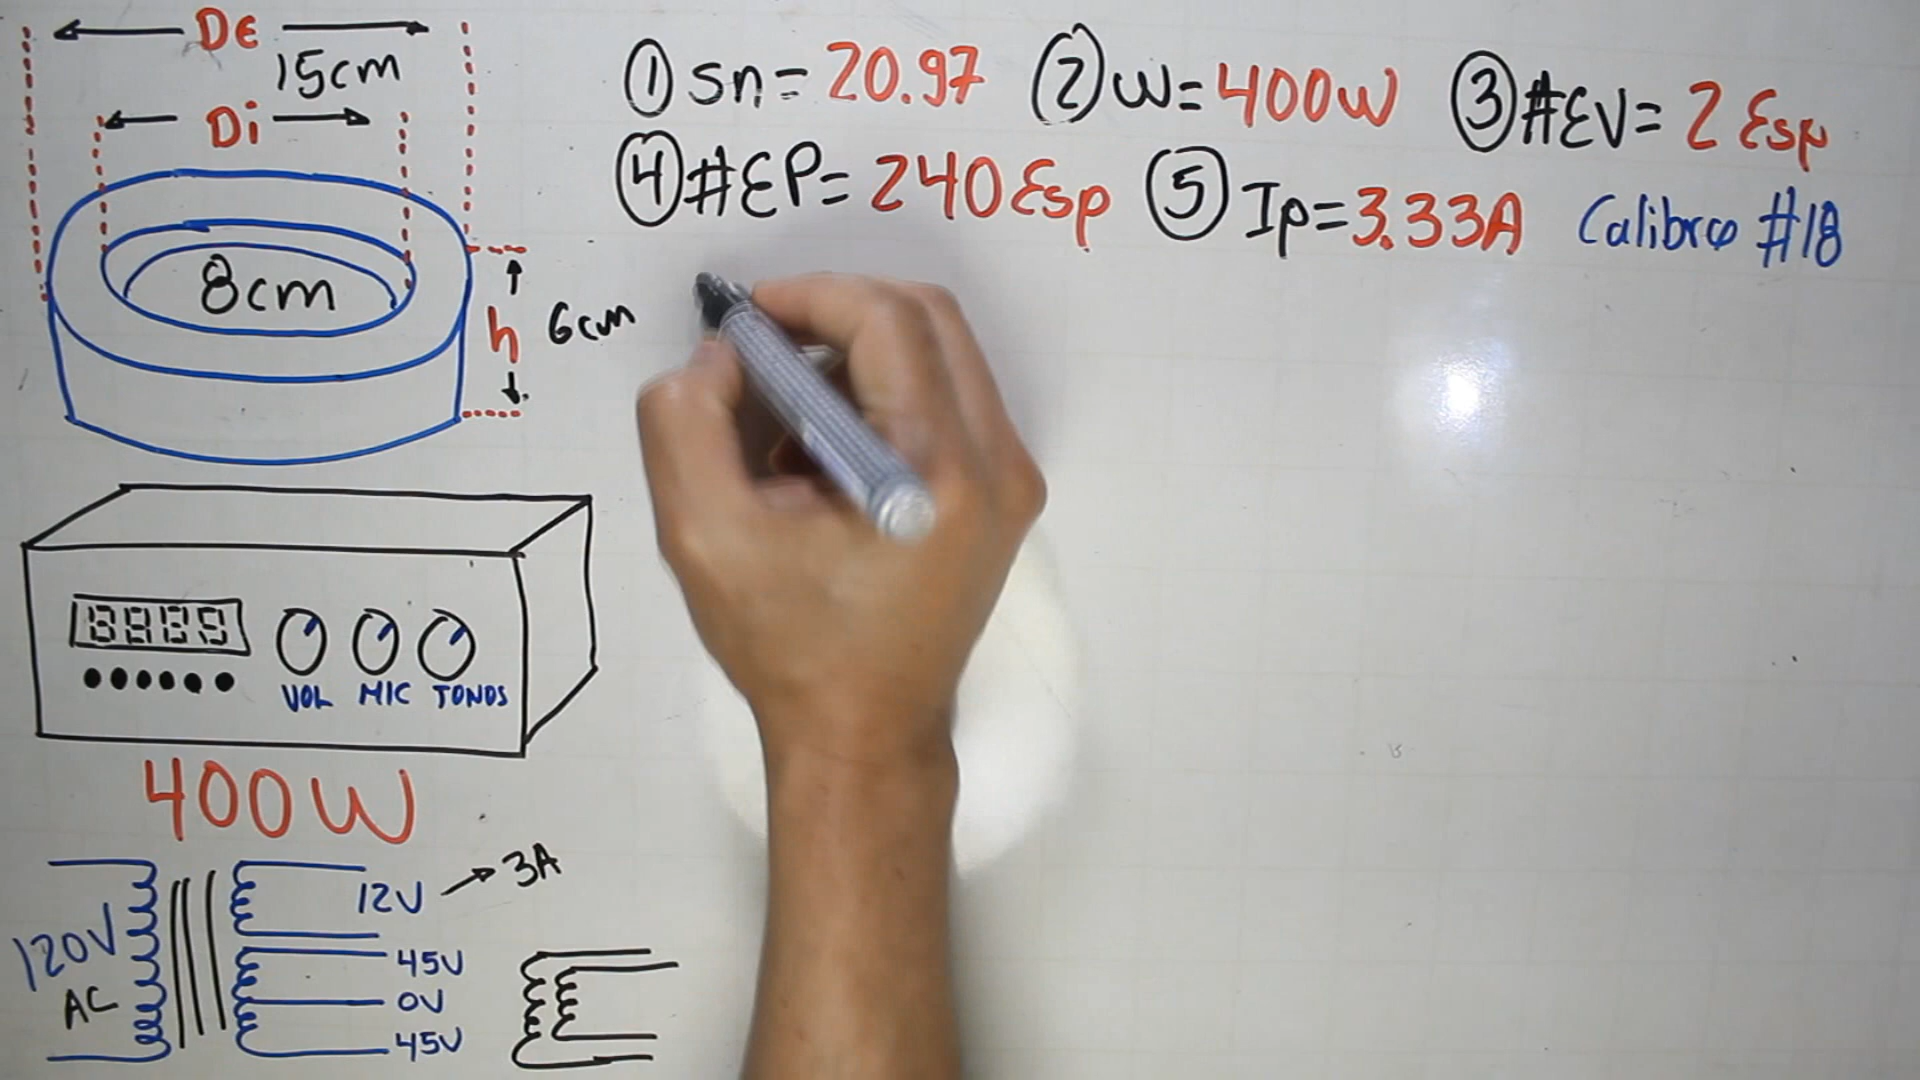 DE
15cm
Di
8cm
h 6cm
① Sn = 20.97 ② W = 400W ③ #EV = 2 Esp
④ #EP = 240 Esp ⑤ Ip = 3.33A Calibre #18
8889
VOL MIC TONOS
400W
120V
AC
12V → 3A
45V
0V
45V